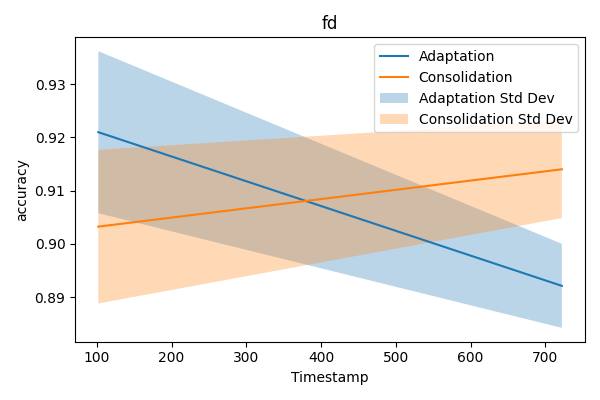 fd
Adaptation
Consolidation
Adaptation Std Dev
Consolidation Std Dev
accuracy
0.93
0.92
0.91
0.90
0.89
100 200 300 400 500 600 700
Timestamp